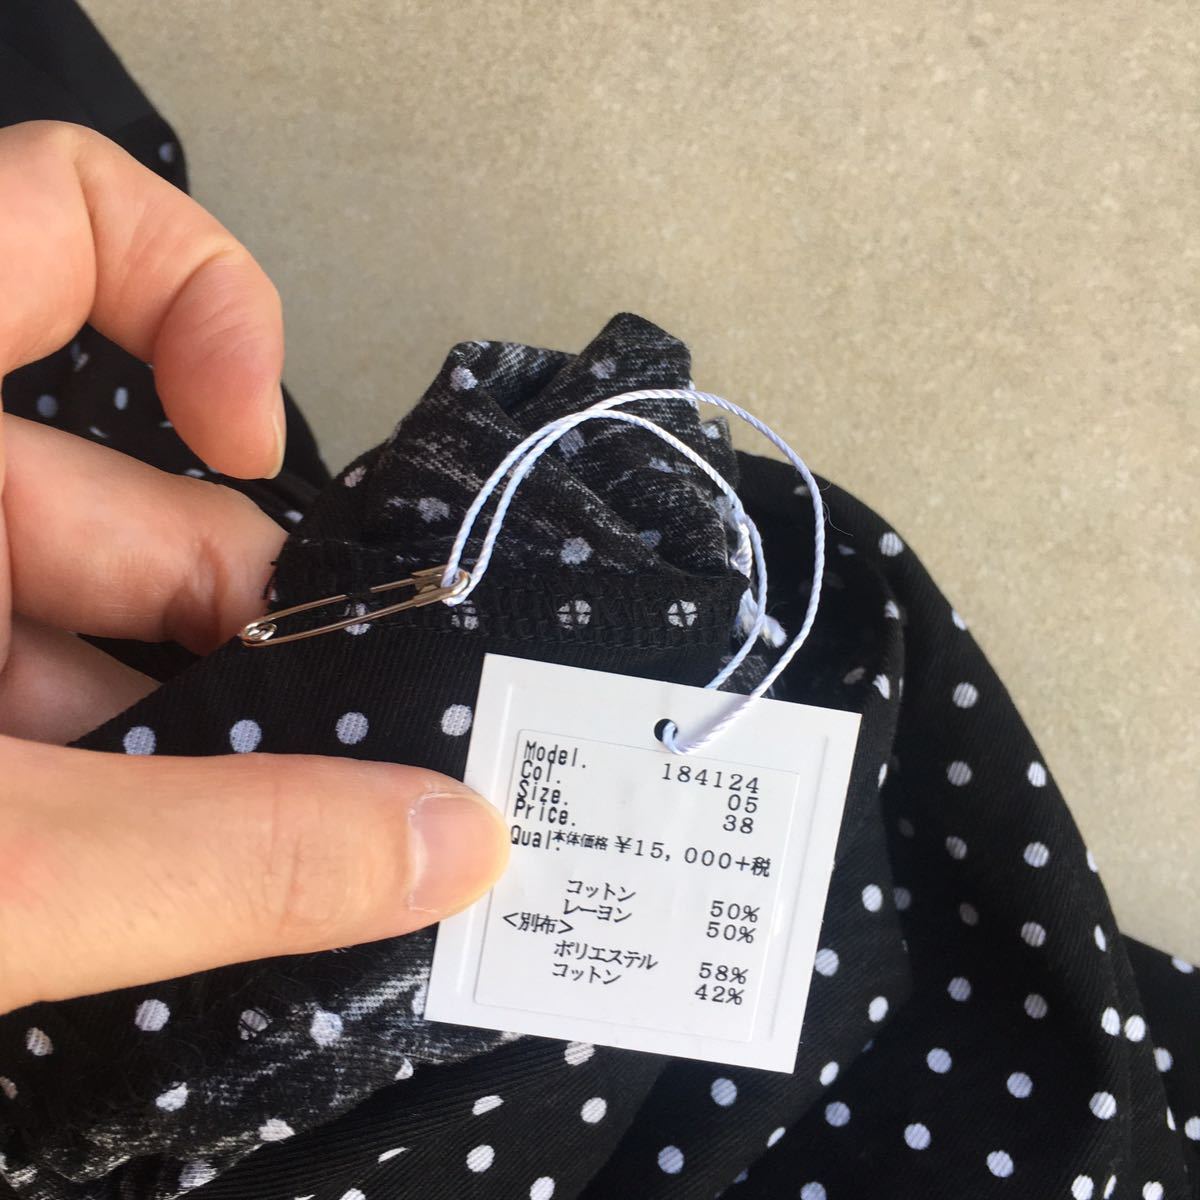 Model. 184124
Col. 05
Size. 38
Price. 本体価格 ¥15,000+税
Qual.
コットン 50%
レーヨン 50%
<別布>
ポリエステル 58%
コットン 42%